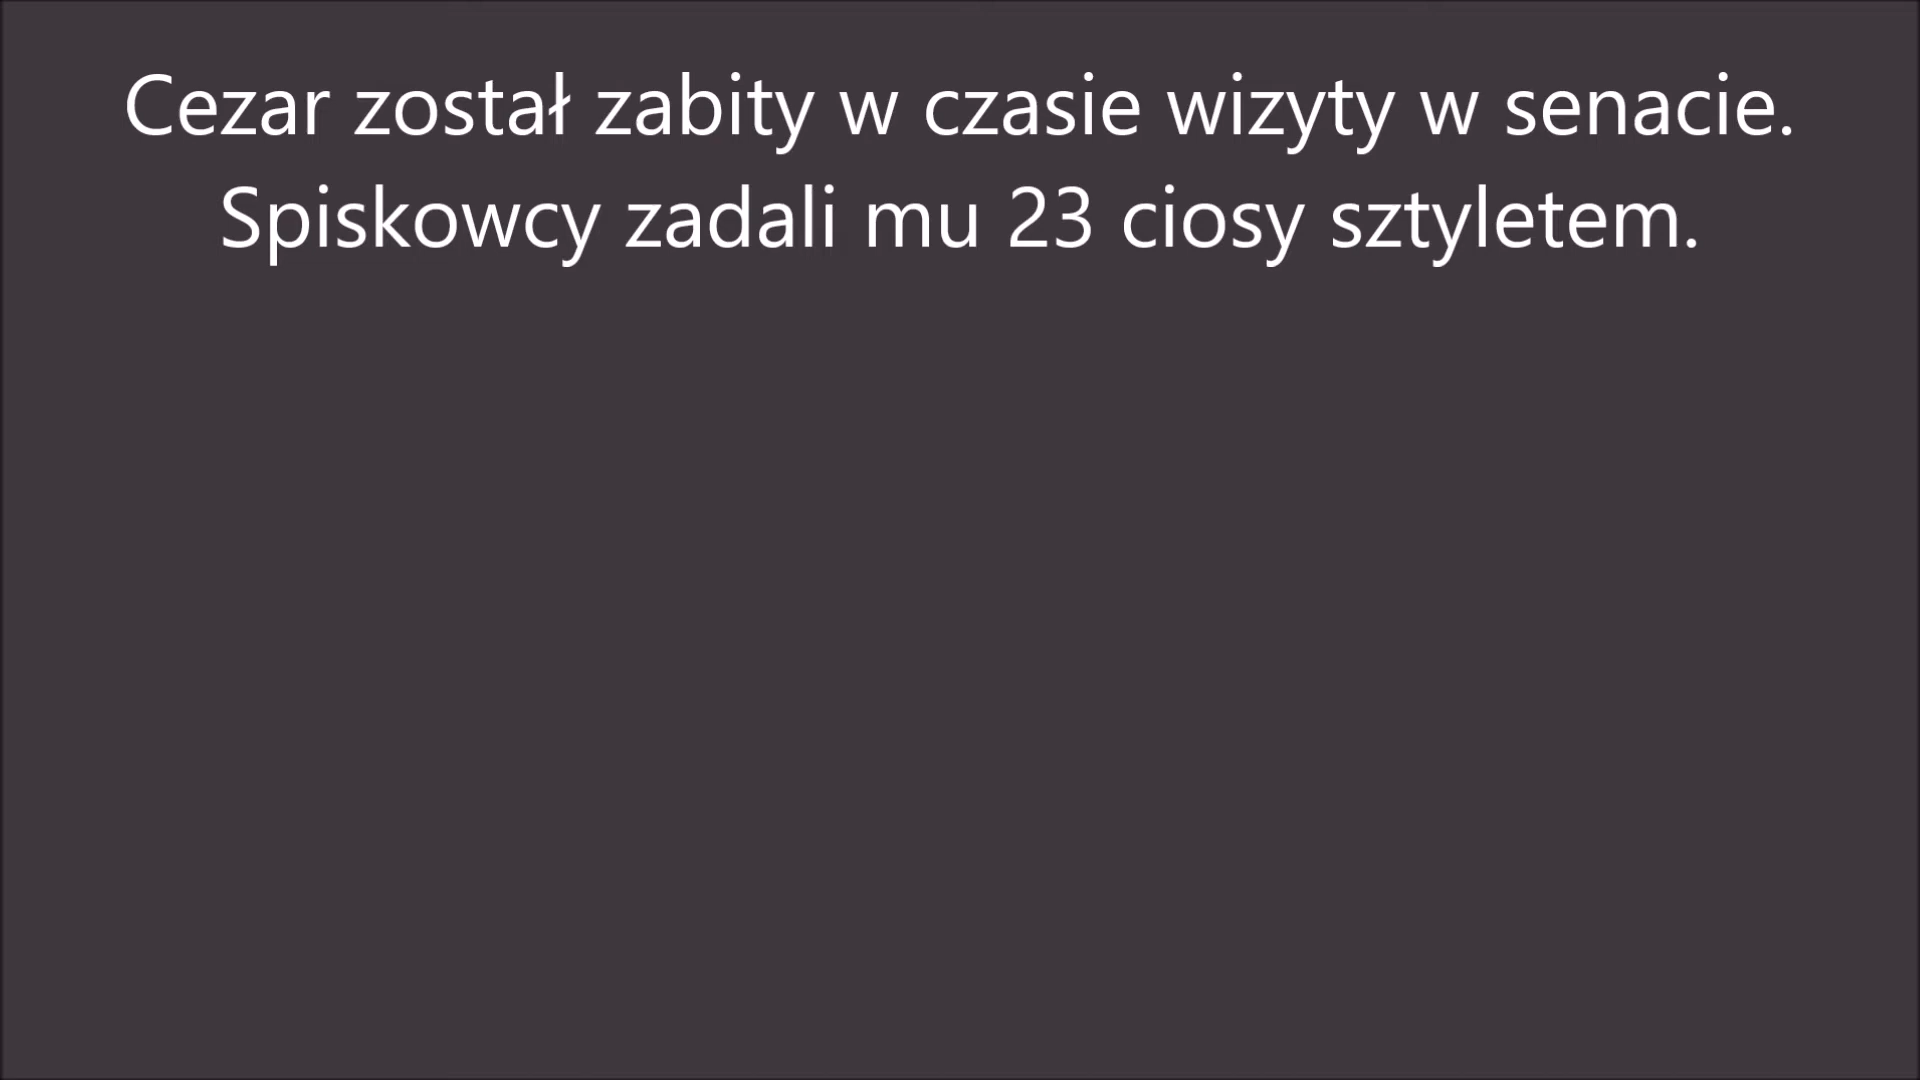 Cezar został zabity w czasie wizyty w senacie.
Spiskowcy zadali mu 23 ciosy sztyletem.